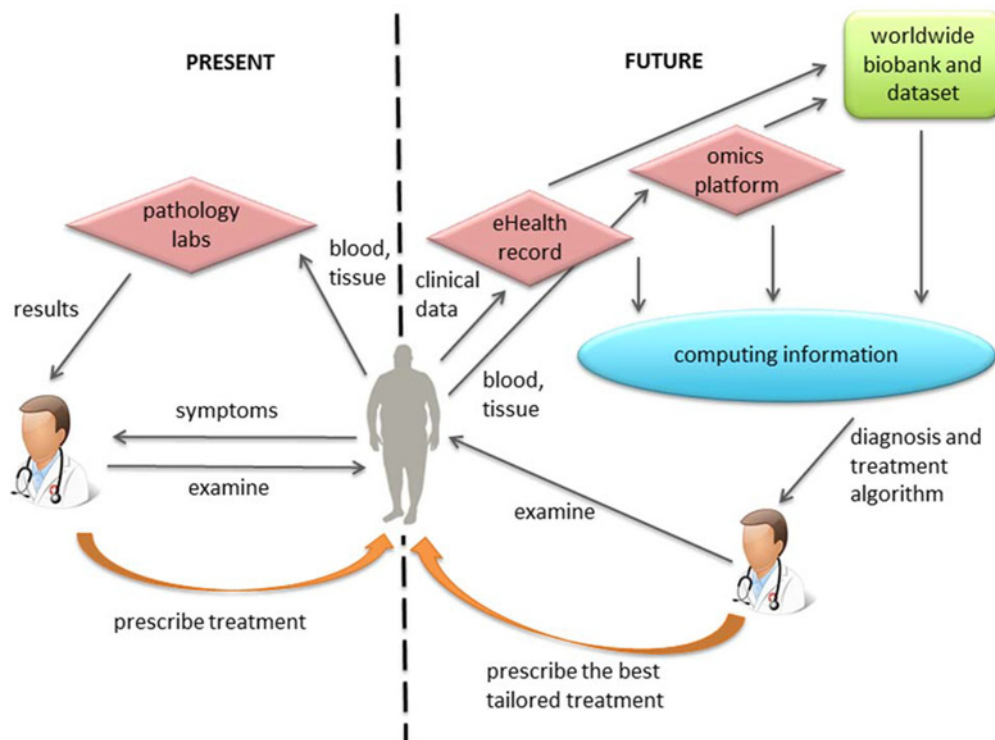 PRESENT
pathology
labs
blood,
tissue
results
symptoms
examine
prescribe treatment
FUTURE
worldwide
biobank and
dataset
omics
platform
eHealth
record
clinical
data
blood,
tissue
computing information
diagnosis and
treatment
algorithm
examine
prescribe the best
tailored treatment